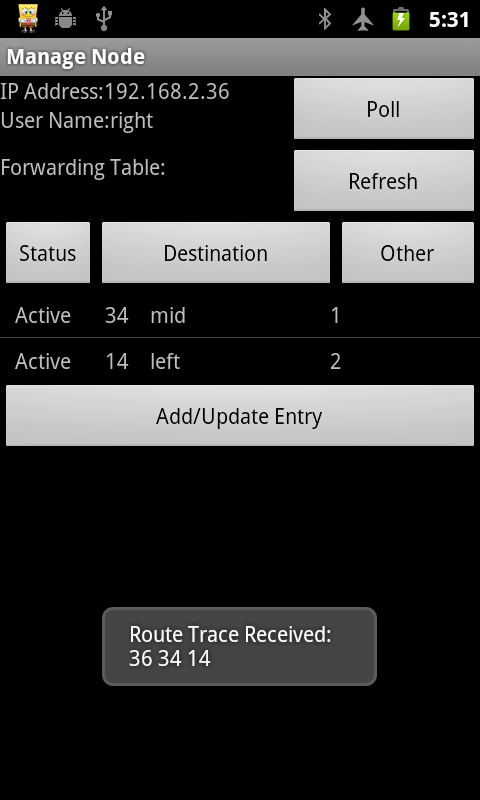 5:31
Manage Node
IP Address:192.168.2.36
User Name:right
Poll
Forwarding Table:
Refresh
Status Destination Other
Active 34 mid 1
Active 14 left 2
Add/Update Entry
Route Trace Received:
36 34 14